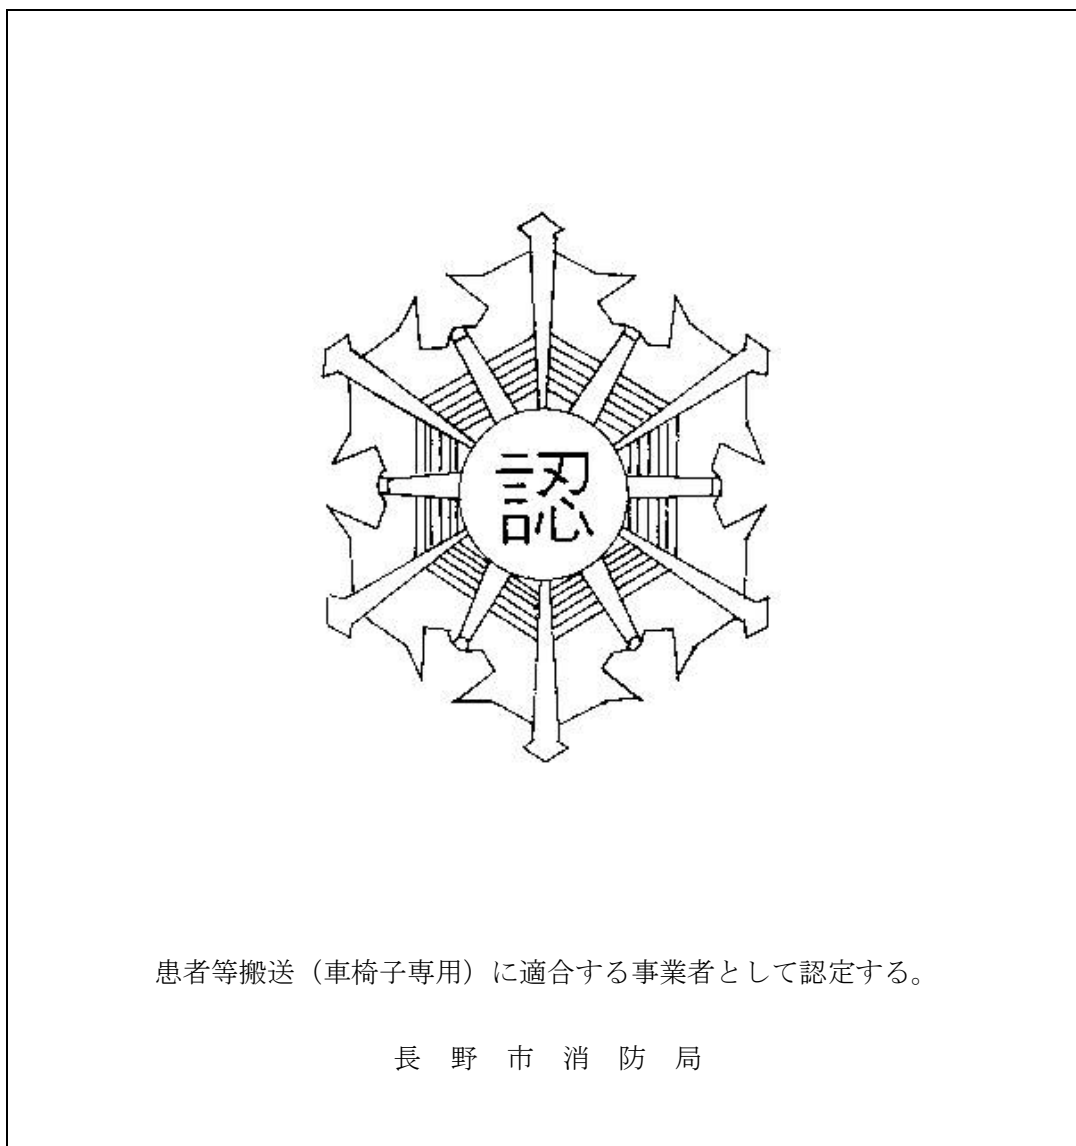 認
患者等搬送（車椅子専用）に適合する事業者として認定する。
長　野　市　消　防　局